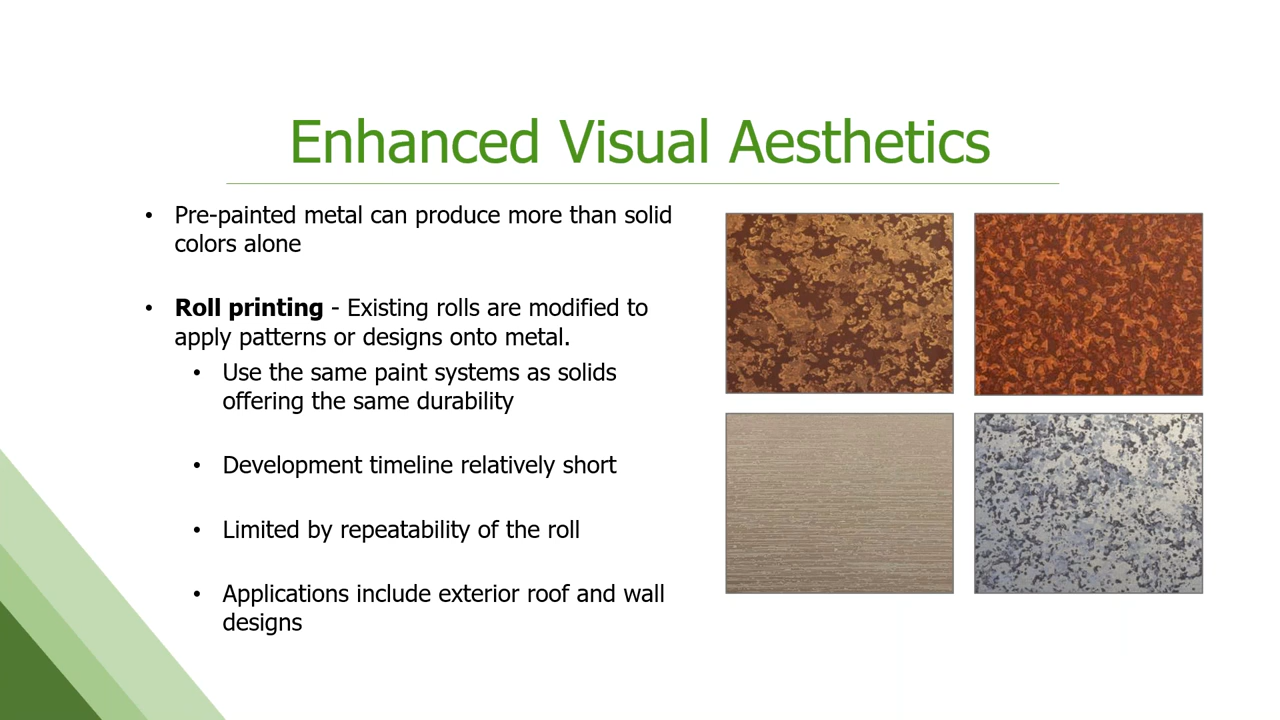 Enhanced Visual Aesthetics
• Pre-painted metal can produce more than solid
colors alone
• Roll printing - Existing rolls are modified to
apply patterns or designs onto metal.
• Use the same paint systems as solids
offering the same durability
• Development timeline relatively short
• Limited by repeatability of the roll
• Applications include exterior roof and wall
designs